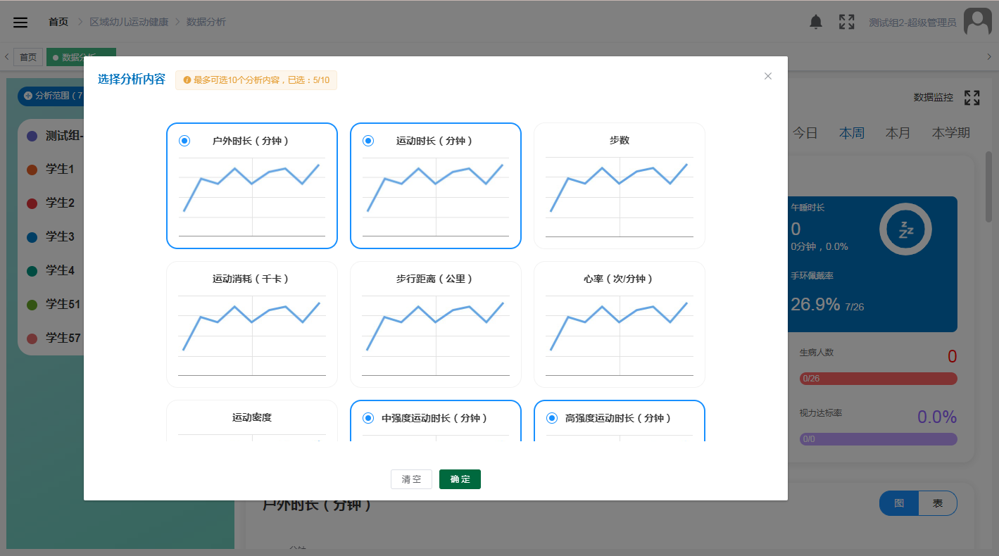 首页 > 区域幼儿运动健康 > 数据分析
测试组2-超级管理员
首页
数据分析
选择分析内容
最多可选10个分析内容，已选：5/10
分析范围（7
数据监控
测试组-
今日 本周 本月 本学期
户外时长（分钟）
运动时长（分钟）
步数
学生1
学生2
学生3
学生4
学生51
学生57
午睡时长
0
0分钟，0.0%
zzZ
手环佩戴率
26.9% 7/26
运动消耗（千卡）
步行距离（公里）
心率（次/分钟）
生病人数
0
0/26
视力达标率
0.0%
0/0
运动密度
中强度运动时长（分钟）
高强度运动时长（分钟）
清空
确定
户外时长（分钟）
图
表